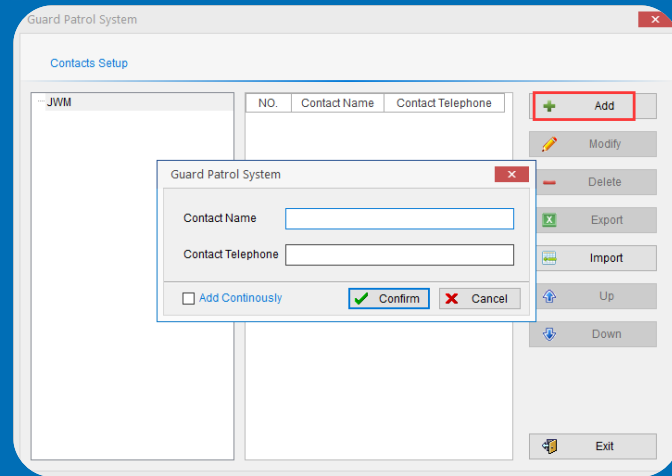 Guard Patrol System
Contacts Setup
JWM
NO. Contact Name Contact Telephone
Add
Modify
Delete
Export
Import
Up
Down
Exit
Guard Patrol System
Contact Name
Contact Telephone
Add Continously
Confirm
Cancel